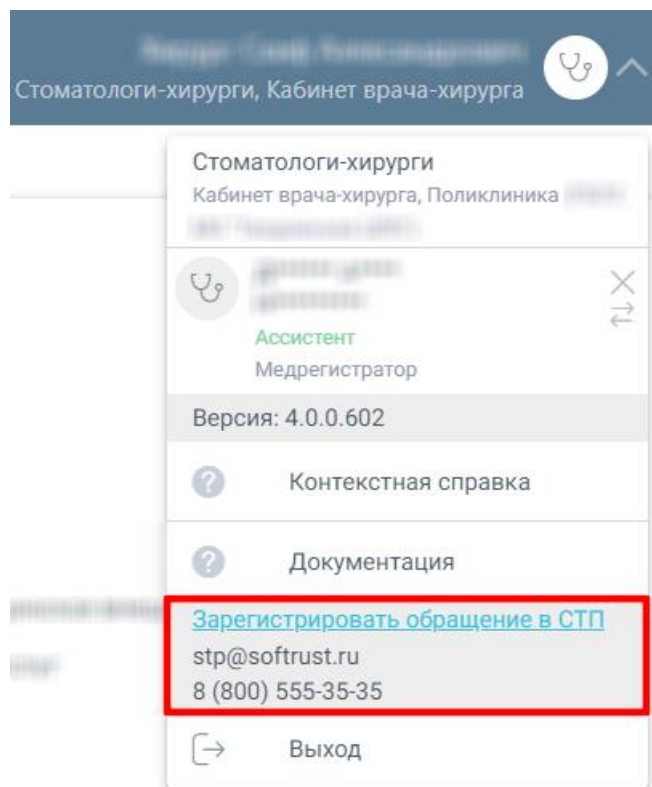 Стоматологи-хирурги, Кабинет врача-хирурга
Стоматологи-хирурги
Кабинет врача-хирурга, Поликлиника
Ассистент
Медрегистратор
Версия: 4.0.0.602
Контекстная справка
Документация
Зарегистрировать обращение в СТП
stp@softrust.ru
8 (800) 555-35-35
Выход